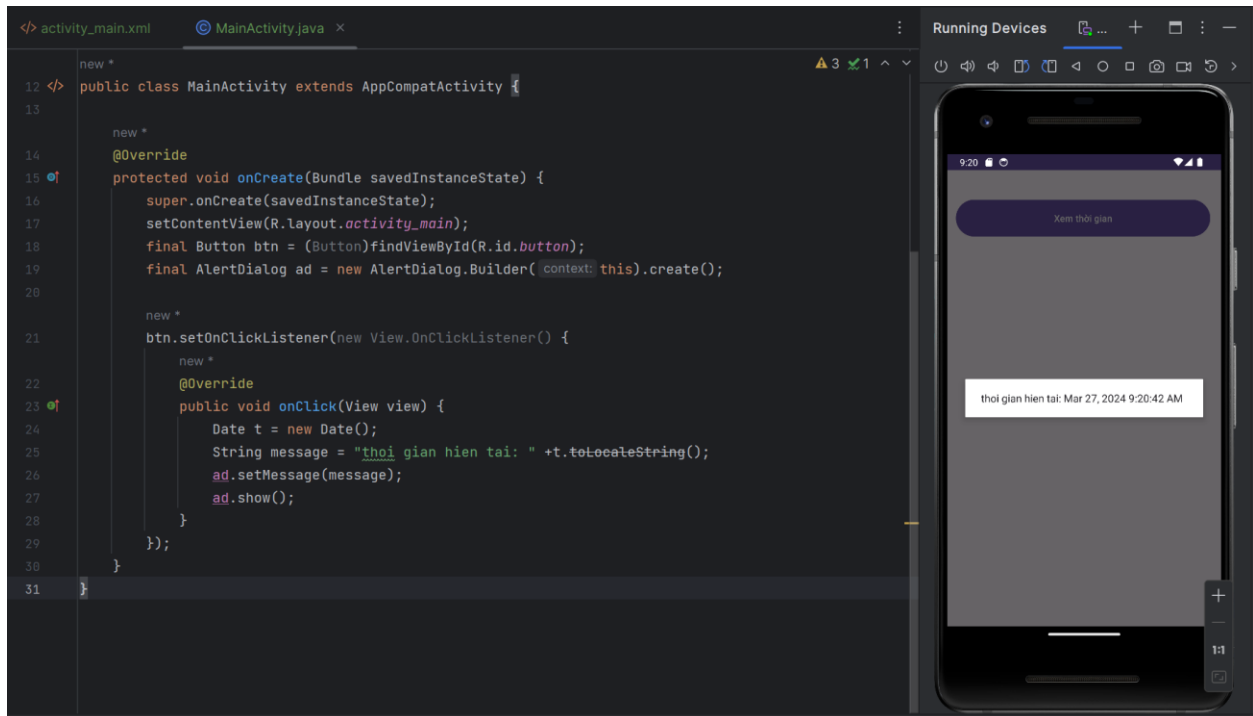 </> activity_main.xml
MainActivity.java ×
Running Devices
new *
3 1
12 </> public class MainActivity extends AppCompatActivity {
13
new *
14 @Override
15 protected void onCreate(Bundle savedInstanceState) {
16 super.onCreate(savedInstanceState);
17 setContentView(R.layout.activity_main);
18 final Button btn = (Button)findViewById(R.id.button);
19 final AlertDialog ad = new AlertDialog.Builder( context: this).create();
20
new *
21 btn.setOnClickListener(new View.OnClickListener() {
new *
22 @Override
23 public void onClick(View view) {
24 Date t = new Date();
25 String message = "thoi gian hien tai: " +t.toLocaleString();
26 ad.setMessage(message);
27 ad.show();
28 }
29 });
30 }
31 }
9:20
Xem thời gian
thoi gian hien tai: Mar 27, 2024 9:20:42 AM
1:1